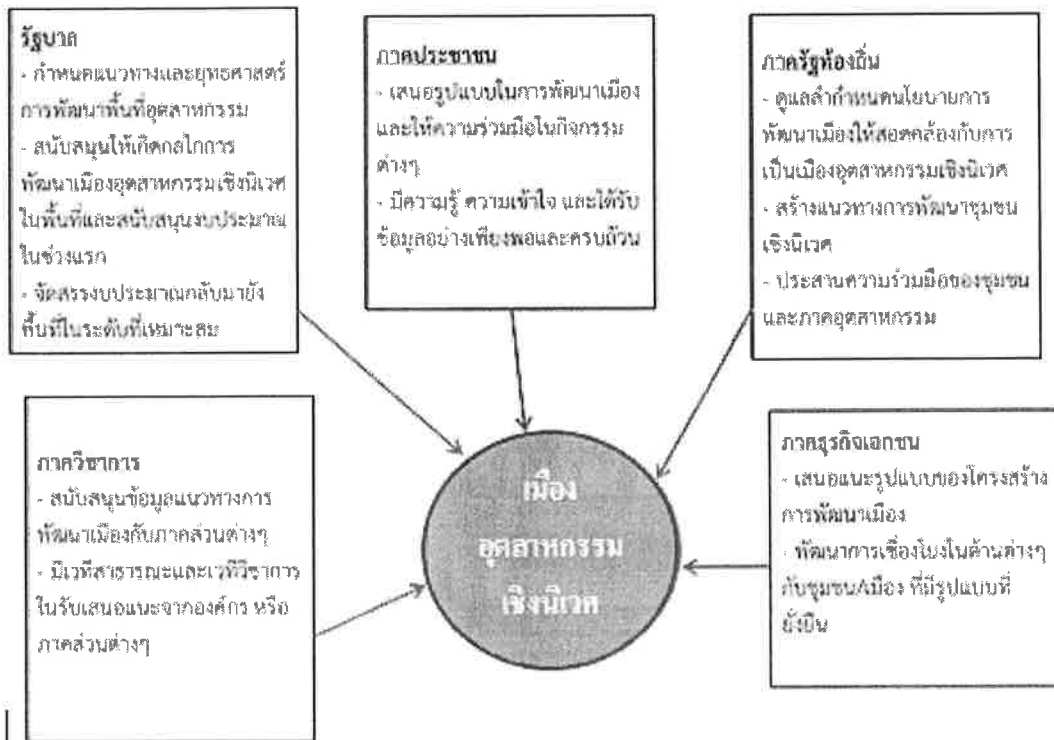 รัฐบาล
- กำหนดแนวทางและยุทธศาสตร์
การพัฒนาพื้นที่อุตสาหกรรม
- สนับสนุนให้เกิดกลไกการ
พัฒนาเมืองอุตสาหกรรมเชิงนิเวศ
ในพื้นที่และสนับสนุนงบประมาณ
ในช่วงแรก
- จัดสรรงบประมาณกลับมายัง
พื้นที่ในระดับที่เหมาะสม
ภาคประชาชน
- เสนอรูปแบบในการพัฒนาเมือง
และให้ความร่วมมือในกิจกรรม
ต่างๆ
- มีความรู้ ความเข้าใจ และได้รับ
ข้อมูลอย่างเพียงพอและครบถ้วน
ภาครัฐท้องถิ่น
- ดูแลกำหนดนโยบายการ
พัฒนาเมืองให้สอดคล้องกับการ
เป็นเมืองอุตสาหกรรมเชิงนิเวศ
- สร้างแนวทางการพัฒนาชุมชน
เชิงนิเวศ
- ประสานความร่วมมือของชุมชน
และภาคอุตสาหกรรม
ภาควิชาการ
- สนับสนุนข้อมูลแนวทางการ
พัฒนาเมืองกับภาคส่วนต่างๆ
- มีเวทีสาธารณะและเวทีวิชาการ
ในรับเสนอแนะจากองค์กร หรือ
ภาคส่วนต่างๆ
เมือง
อุตสาหกรรม
เชิงนิเวศ
ภาคธุรกิจเอกชน
- เสนอแนะรูปแบบของโครงสร้าง
การพัฒนาเมือง
- พัฒนาการเชื่อมโยงในด้านต่างๆ
กับชุมชน/เมือง ที่มีรูปแบบที่
ยั่งยืน